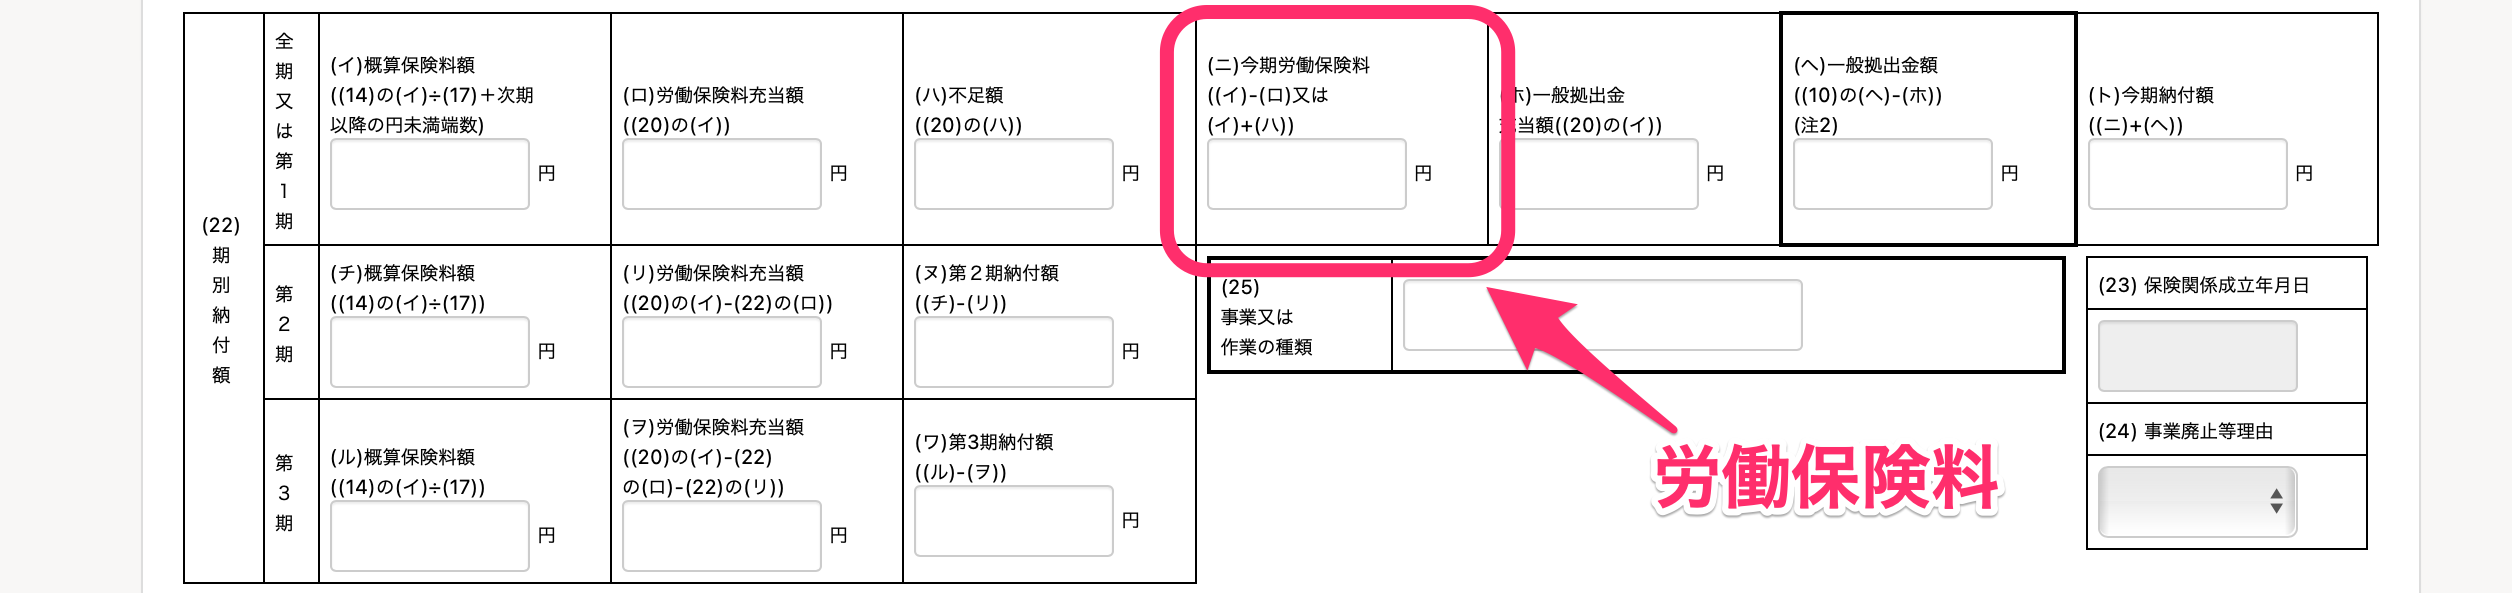 (22)
期
別
納
付
額
全
期
又
は
第
1
期
(イ)概算保険料額
((14)の(イ)÷(17)＋次期
以降の円未満端数)
円
(ロ)労働保険料充当額
((20)の(イ))
円
(ハ)不足額
((20)の(ハ))
円
(ニ)今期労働保険料
((イ)-(ロ)又は
(イ)+(ハ))
円
ホ)一般拠出金
当額((20)の(イ))
円
(ヘ)一般拠出金額
((10)の(ヘ)-(ホ))
(注2)
円
(ト)今期納付額
((ニ)+(ヘ))
円
第
２
期
(チ)概算保険料額
((14)の(イ)÷(17))
円
(リ)労働保険料充当額
((20)の(イ)-(22)の(ロ))
円
(ヌ)第２期納付額
((チ)-(リ))
円
(25)
事業又は
作業の種類
(23) 保険関係成立年月日
(24) 事業廃止等理由
第
3
期
(ル)概算保険料額
((14)の(イ)÷(17))
円
(ヲ)労働保険料充当額
((20)の(イ)-(22)
の(ロ)-(22)の(リ))
円
(ワ)第3期納付額
((ル)-(ヲ))
円
労働保険料